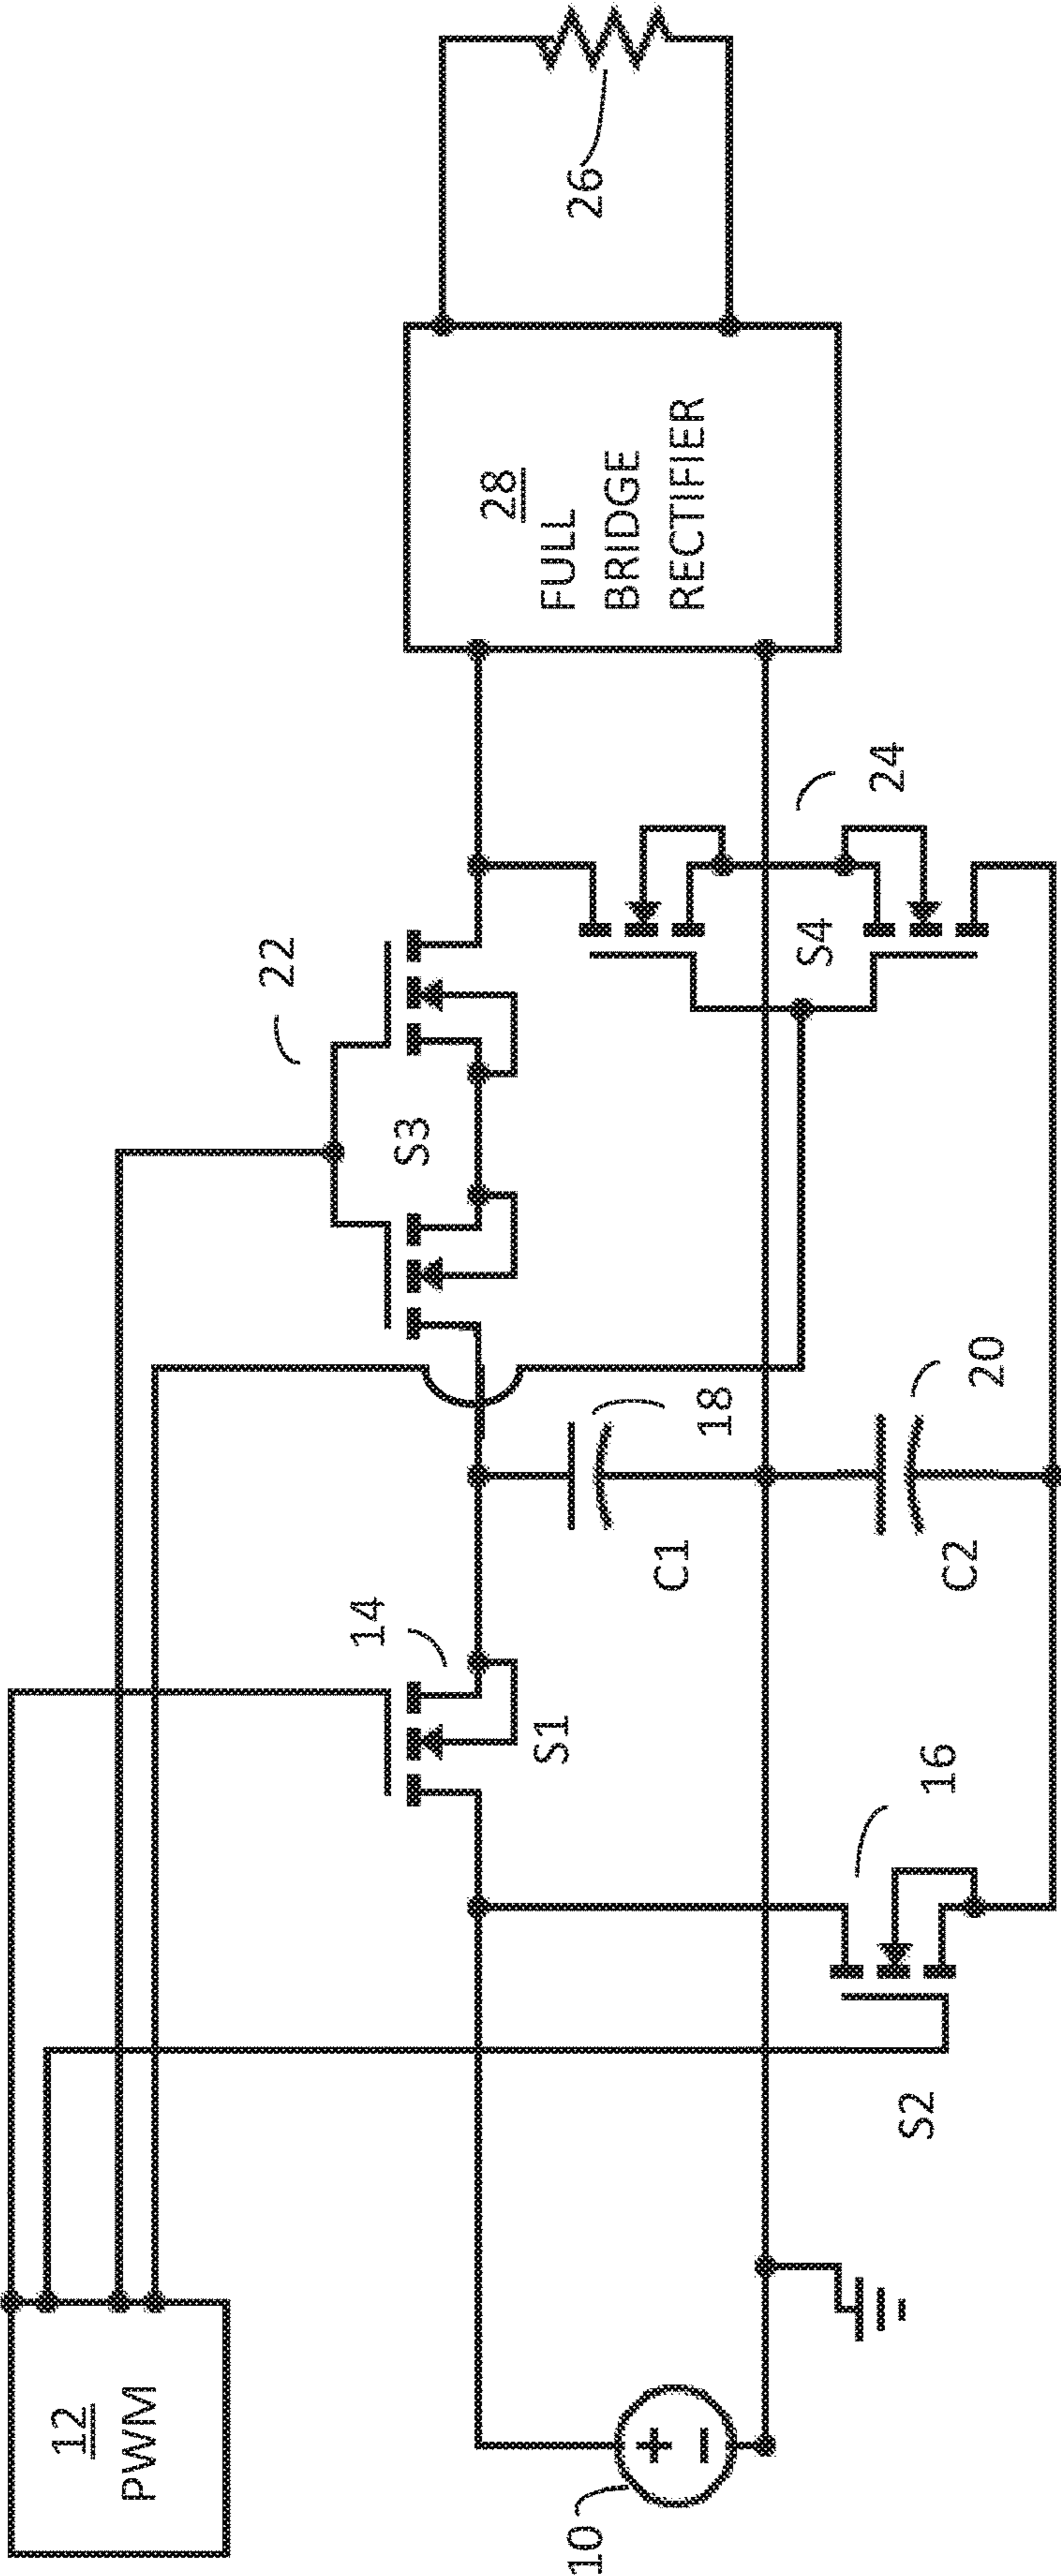 12
PWM
10
14
S1
S2
16
C1
18
C2
20
22
S3
S4
24
28
FULL
BRIDGE
RECTIFIER
26
+
−